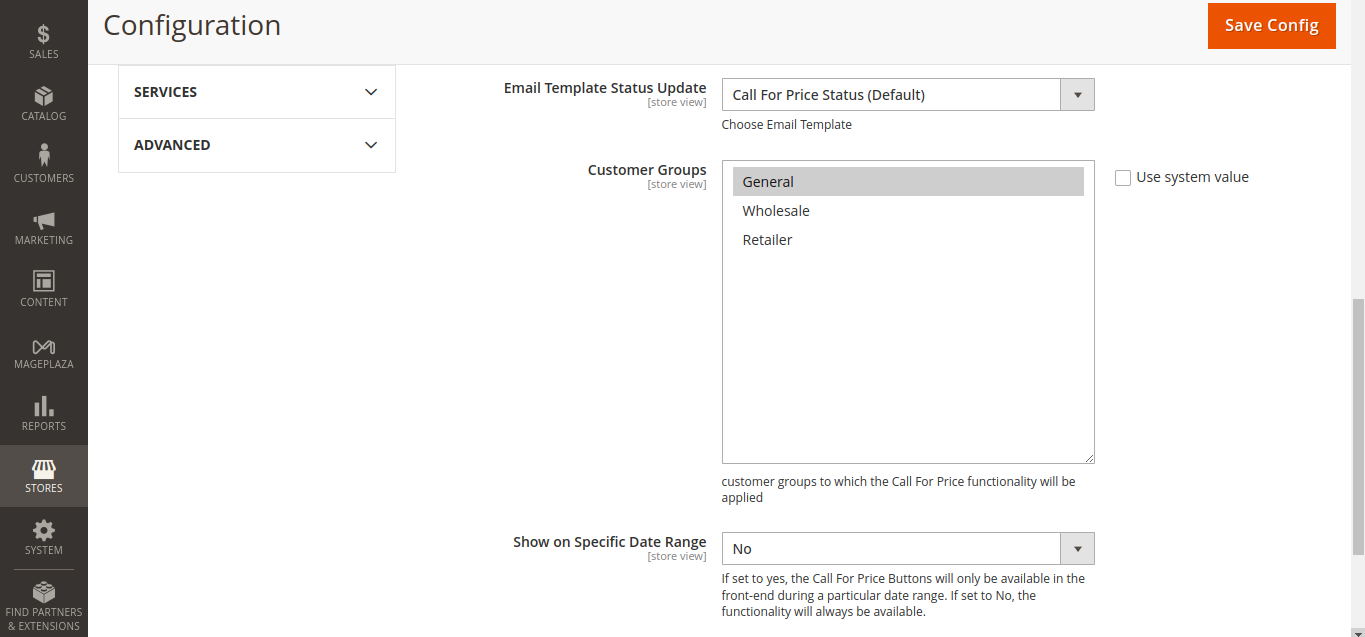 Configuration
Save Config
SALES
CATALOG
CUSTOMERS
MARKETING
CONTENT
MAGEPLAZA
REPORTS
STORES
SYSTEM
FIND PARTNERS
& EXTENSIONS
SERVICES
ADVANCED
Email Template Status Update
[store view]
Call For Price Status (Default)
Choose Email Template
Customer Groups
[store view]
General
Wholesale
Retailer
Use system value
customer groups to which the Call For Price functionality will be
applied
Show on Specific Date Range
[store view]
No
If set to yes, the Call For Price Buttons will only be available in the
front-end during a particular date range. If set to No, the
functionality will always be available.